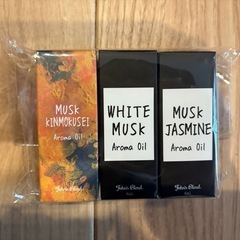 MUSK
KINMOKUSEI
Aroma Oil
WHITE
MUSK
Aroma Oil
MUSK
JASMINE
Aroma Oil